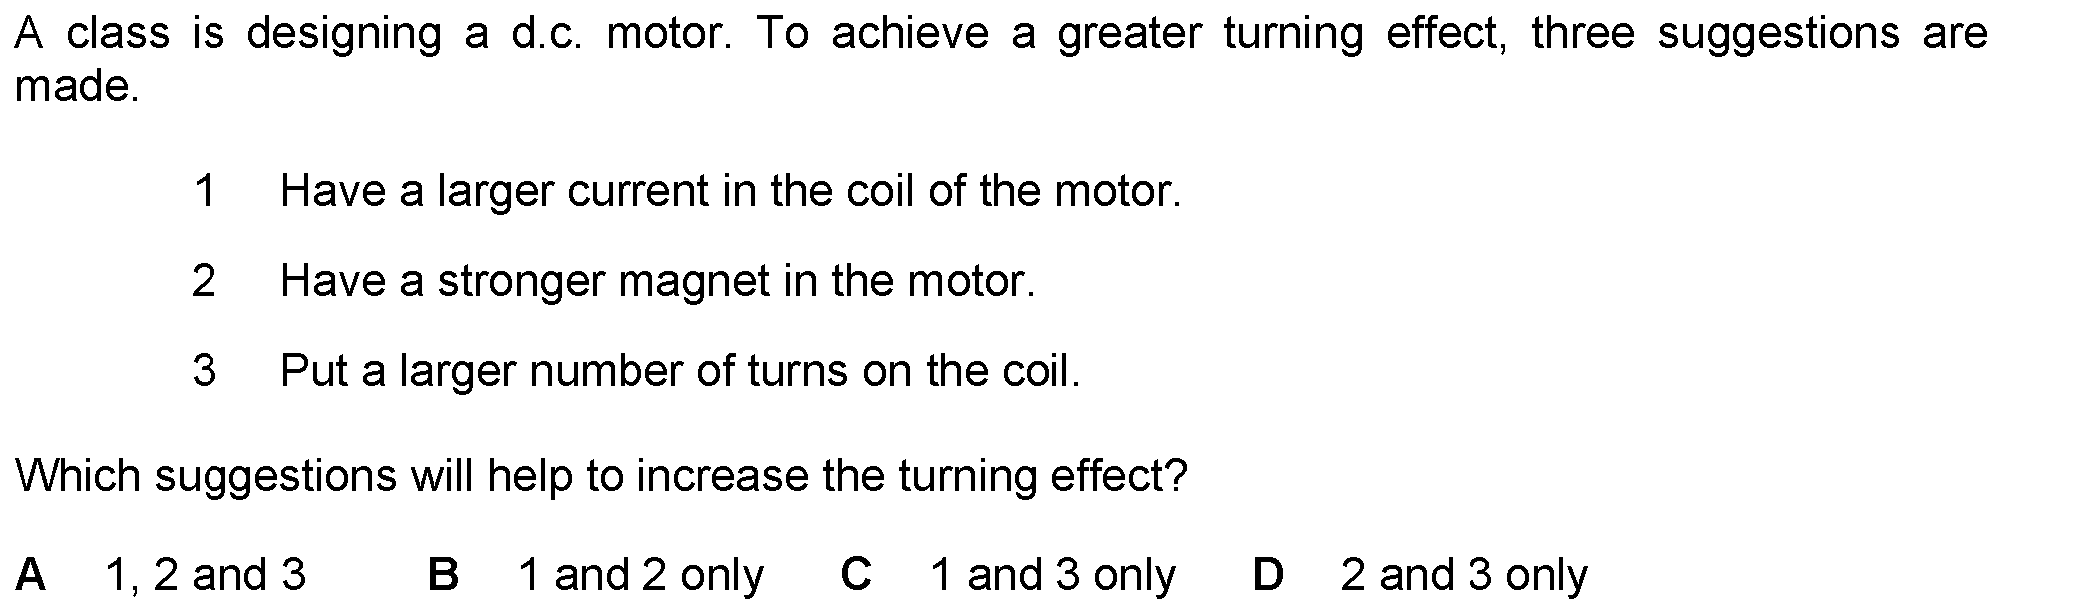 A class is designing a d.c. motor. To achieve a greater turning effect, three suggestions are
made.
1 Have a larger current in the coil of the motor.
2 Have a stronger magnet in the motor.
3 Put a larger number of turns on the coil.
Which suggestions will help to increase the turning effect?
A 1, 2 and 3 B 1 and 2 only C 1 and 3 only D 2 and 3 only